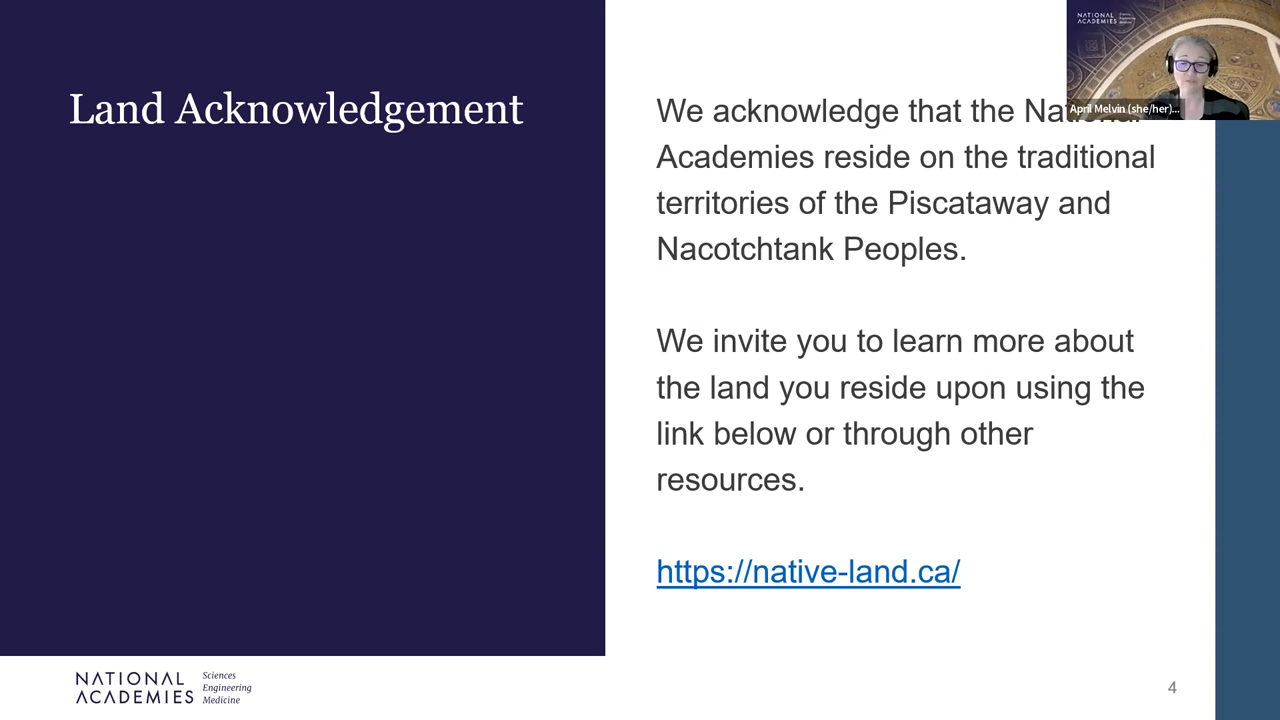 Land Acknowledgement
We acknowledge that the National
Academies reside on the traditional
territories of the Piscataway and
Nacotchtank Peoples.
We invite you to learn more about
the land you reside upon using the
link below or through other
resources.
https://native-land.ca/
NATIONAL ACADEMIES
April Melvin (she/her)...
NATIONAL
ACADEMIES
Sciences
Engineering
Medicine
4